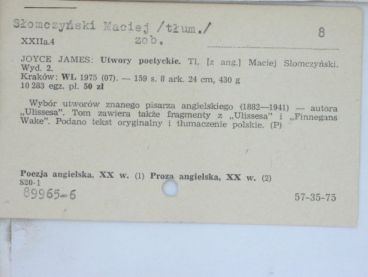 Słomczyński Maciej /tłum./
8
XXIIa.4 zob.
JOYCE JAMES: Utwory poetyckie. Tł. [z ang.] Maciej Słomczyński.
Wyd. 2.
Kraków: WL 1975 (07). — 159 s. 8 ark. 24 cm, 430 g
10 283 egz. pł. 50 zł
Wybór utworów znanego pisarza angielskiego (1882—1941) — autora
„Ulissesa". Tom zawiera także fragmenty z „Ulissesa" i „Finnegans
Wake". Podano tekst oryginalny i tłumaczenie polskie. (P)
Poezja angielska, XX w. (1) Proza angielska, XX w. (2)
820-1
89965-6
57-35-75